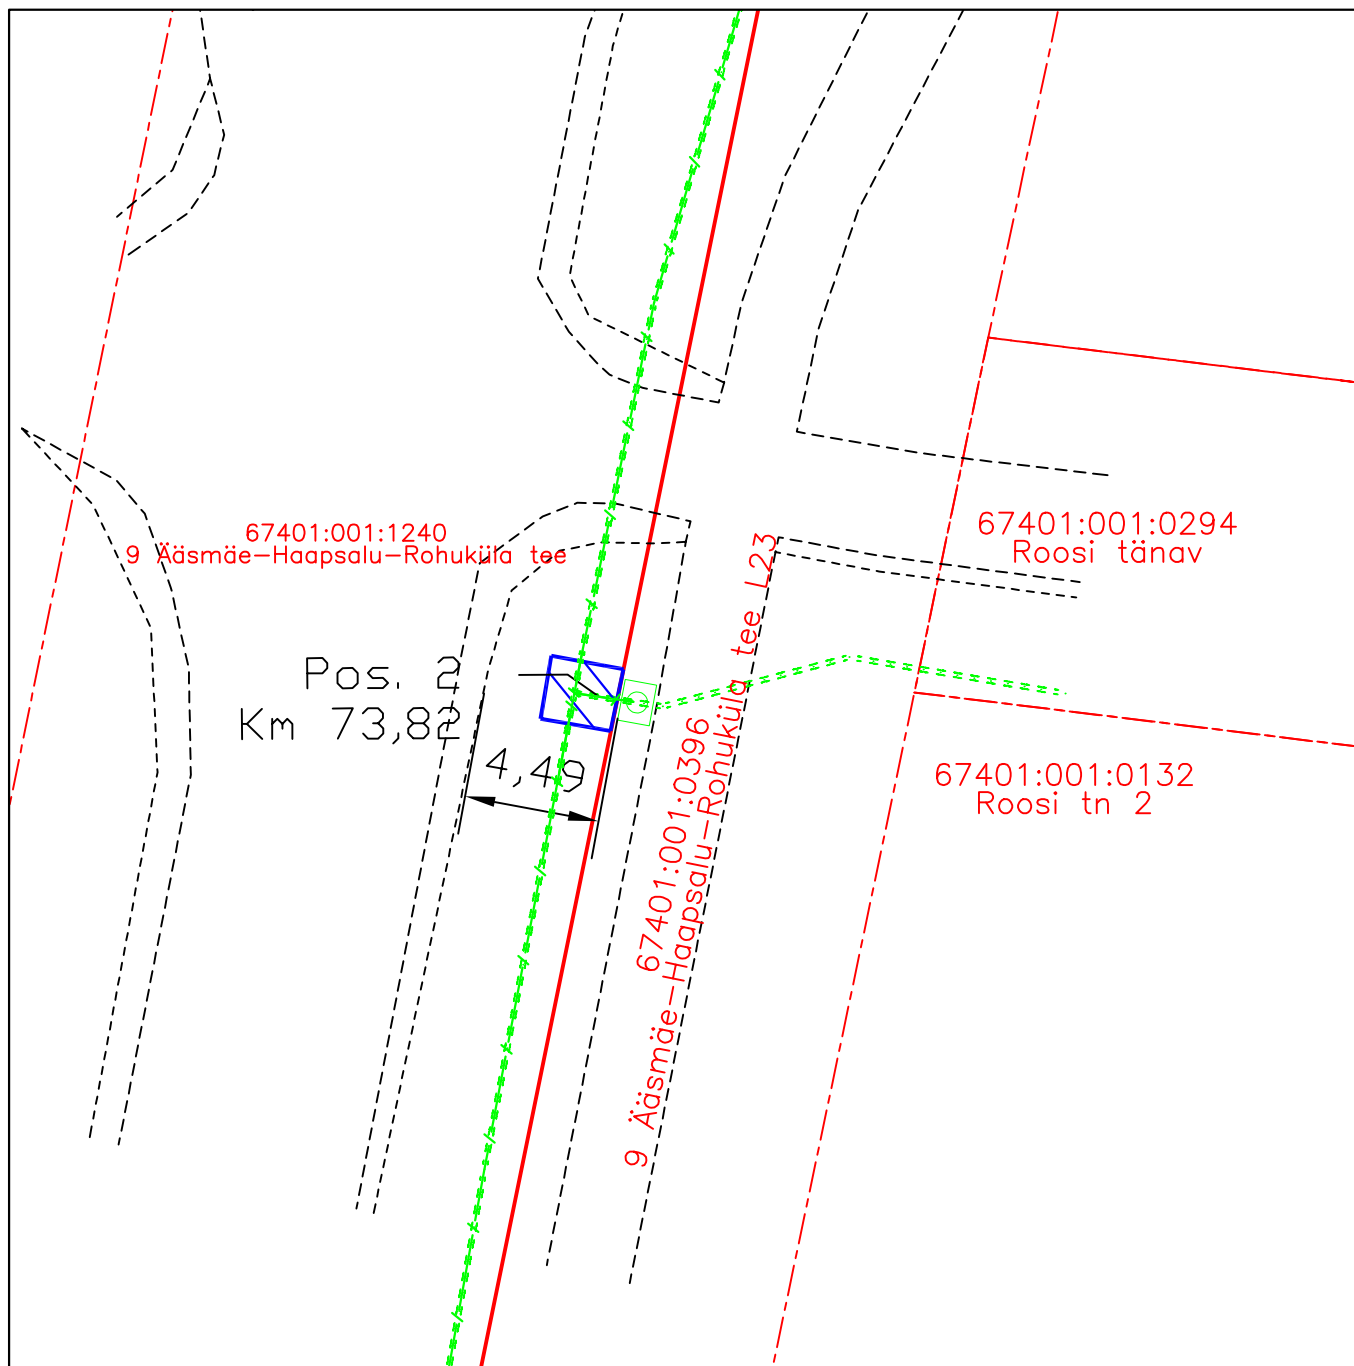 67401:001:1240
9 Ääsmäe-Haapsalu-Rohuküla tee
67401:001:0294
Roosi tänav
Pos. 2
Km 73,82
4,49
67401:001:0132
Roosi tn 2
67401:001:0396
9 Ääsmäe-Haapsalu-Rohuküla tee L23